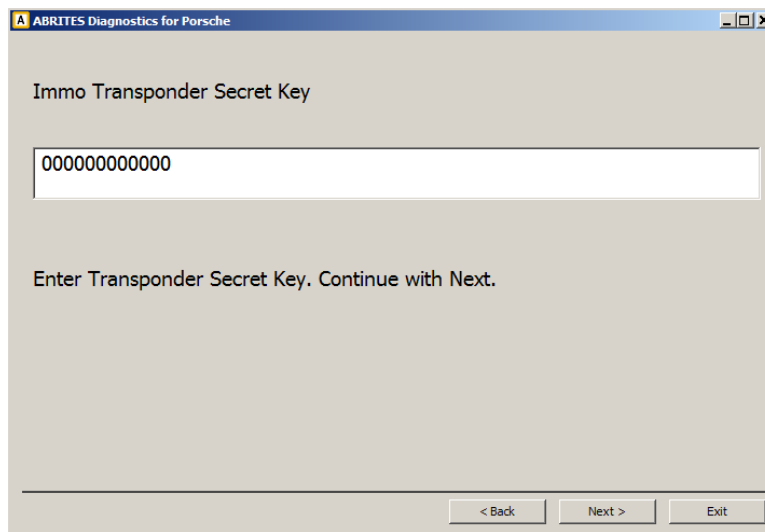 A ABRITES Diagnostics for Porsche
Immo Transponder Secret Key
000000000000
Enter Transponder Secret Key. Continue with Next.
< Back Next > Exit